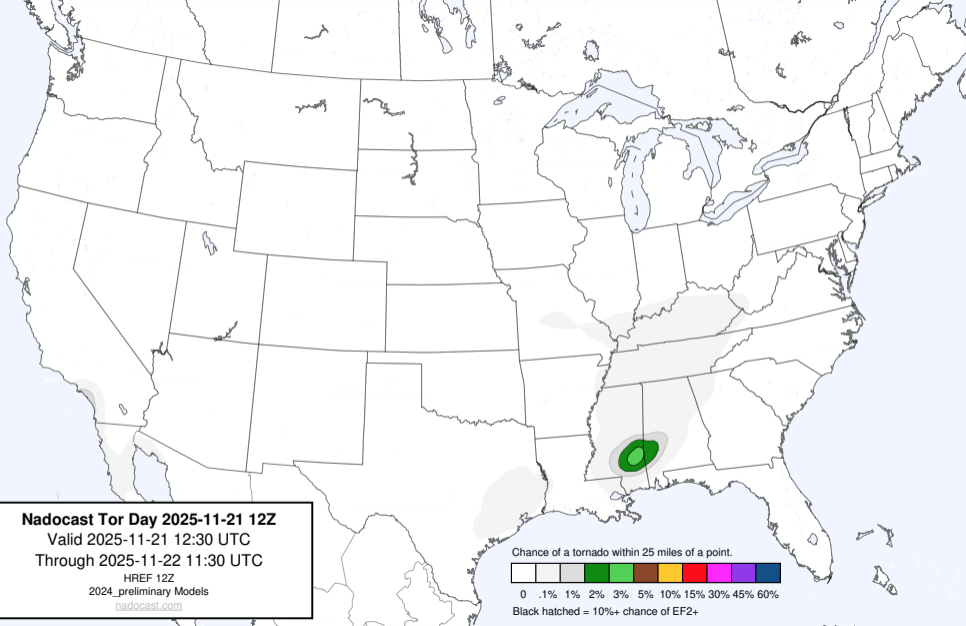 Nadocast Tor Day 2025-11-21 12Z
Valid 2025-11-21 12:30 UTC
Through 2025-11-22 11:30 UTC
HREF 12Z
2024_preliminary Models
nadocast.com
Chance of a tornado within 25 miles of a point.
0 .1% 1% 2% 3% 5% 10% 15% 30% 45% 60%
Black hatched = 10%+ chance of EF2+